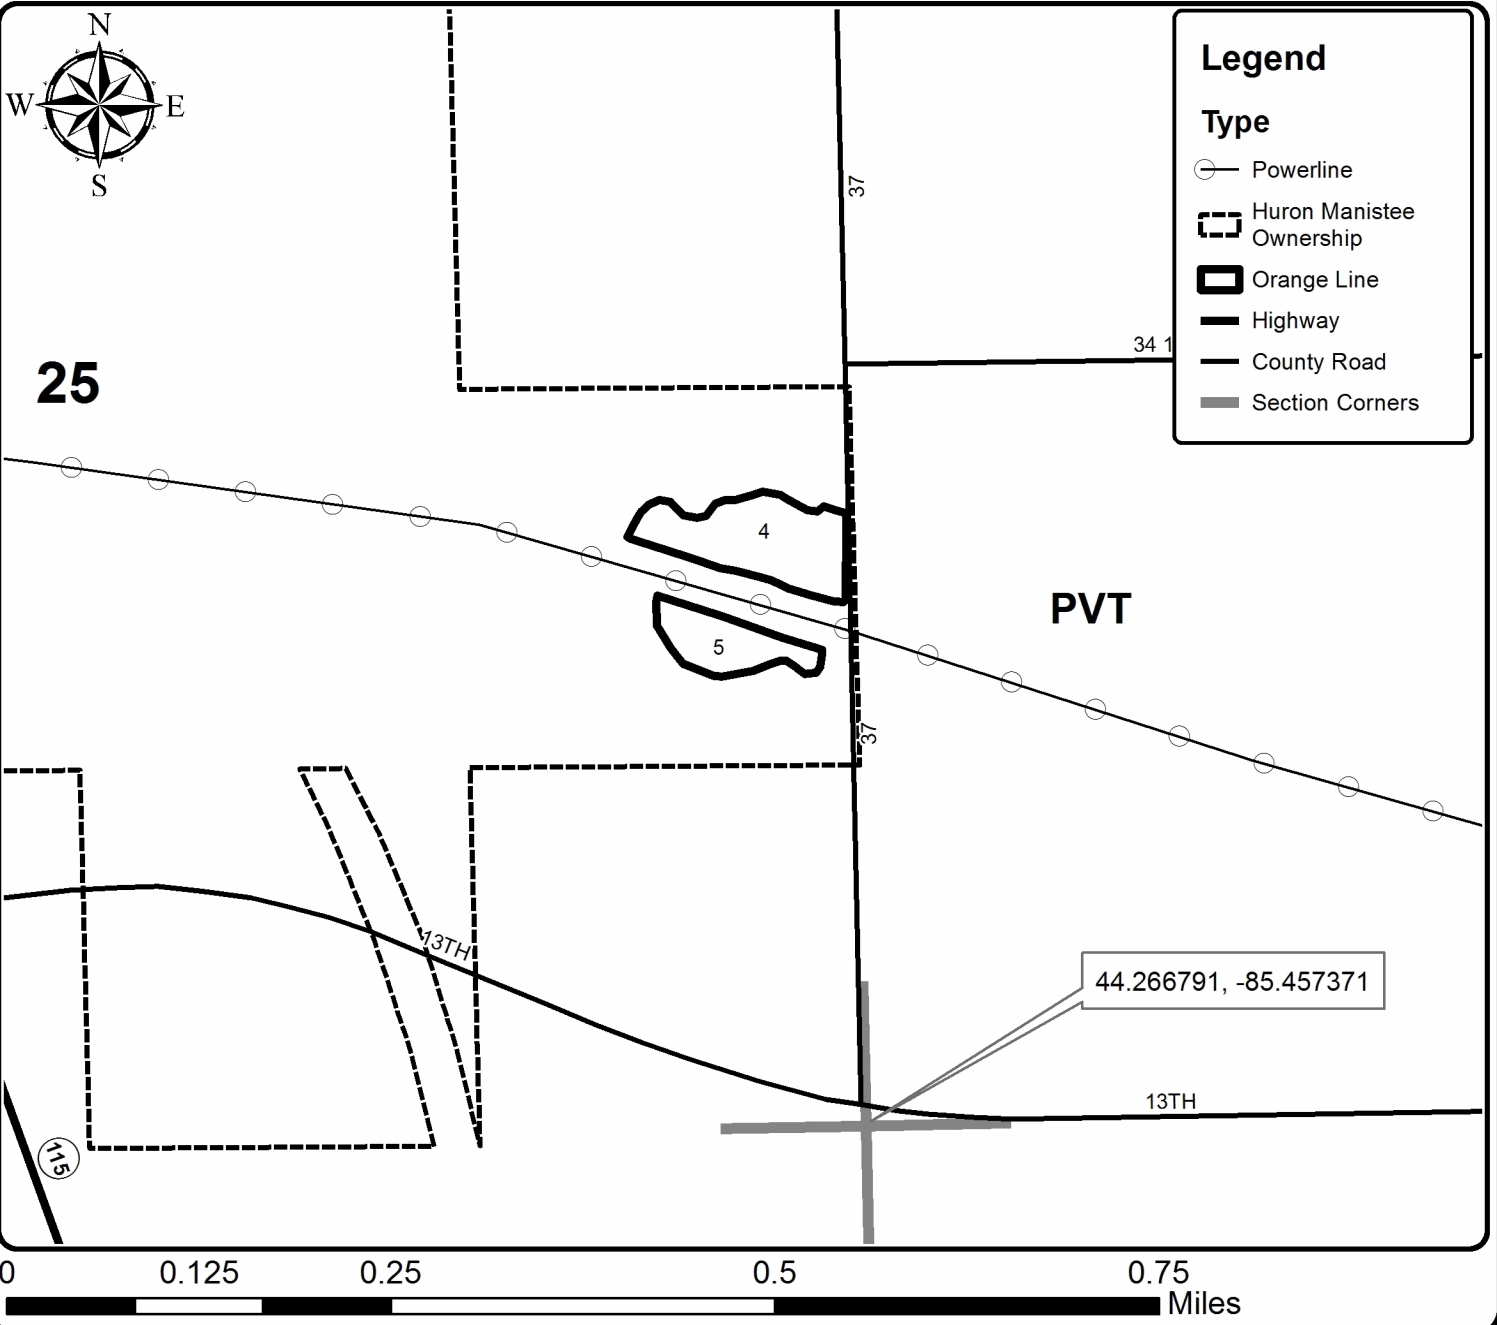 N
W E
S
Legend
Type
Powerline
Huron Manistee
Ownership
Orange Line
Highway
County Road
Section Corners
37
34 1
25
4
PVT
5
37
13TH
44.266791, -85.457371
13TH
115
0 0.125 0.25 0.5 0.75
Miles